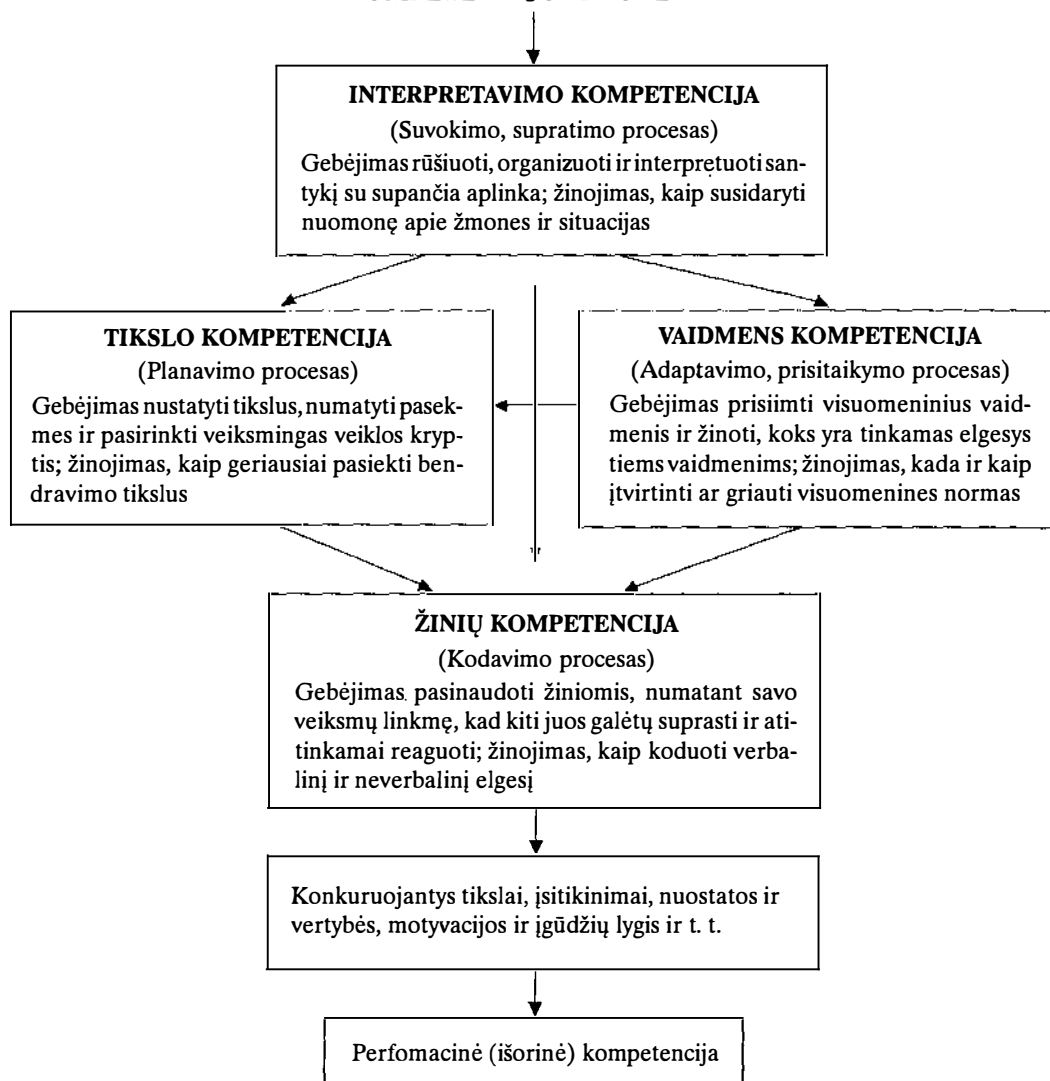 INTERPRETAVIMO KOMPETENCIJA
(Suvokimo, supratimo procesas)
Gebėjimas rūšiuoti, organizuoti ir interpretuoti san-
tykį su supančia aplinka; žinojimas, kaip susidaryti
nuomonę apie žmones ir situacijas
TIKSLO KOMPETENCIJA
(Planavimo procesas)
Gebėjimas nustatyti tikslus, numatyti pasek-
mes ir pasirinkti veiksmingas veiklos kryp-
tis; žinojimas, kaip geriausiai pasiekti ben-
dravimo tikslus
VAIDMENS KOMPETENCIJA
(Adaptavimo, prisitaikymo procesas)
Gebėjimas prisiimti visuomeninius vaid-
menis ir žinoti, koks yra tinkamas elgesys
tiems vaidmenims; žinojimas, kada ir kaip
įtvirtinti ar griauti visuomenines normas
ŽINIŲ KOMPETENCIJA
(Kodavimo procesas)
Gebėjimas pasinaudoti žiniomis, numatant savo
veiksmų linkmę, kad kiti juos galėtų suprasti ir ati-
tinkamai reaguoti; žinojimas, kaip koduoti verba-
linį ir neverbalinį elgesį
Konkuruojantys tikslai, įsitikinimai, nuostatos ir
vertybės, motyvacijos ir įgūdžių lygis ir t. t.
Perfomacinė (išorinė) kompetencija